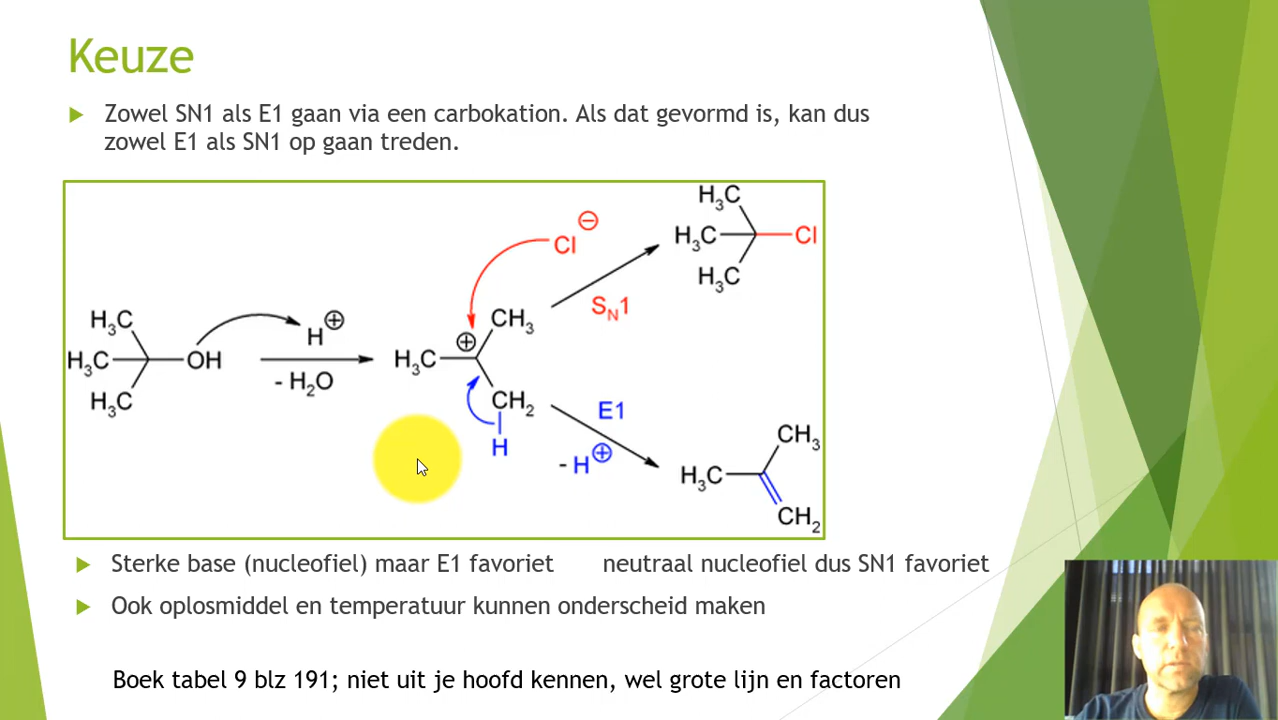 Keuze
Zowel SN1 als E1 gaan via een carbokation. Als dat gevormd is, kan dus
zowel E1 als SN1 op gaan treden.
H₃C
H₃C
OH
H₃C
H⊕
- H₂O
Cl⊖
CH₃
H₃C
⊕
CH₂
H
S_N1
H₃C
H₃C
Cl
H₃C
E1
- H⊕
CH₃
H₃C
CH₂
Sterke base (nucleofiel) maar E1 favoriet neutraal nucleofiel dus SN1 favoriet
Ook oplosmiddel en temperatuur kunnen onderscheid maken
Boek tabel 9 blz 191; niet uit je hoofd kennen, wel grote lijn en factoren